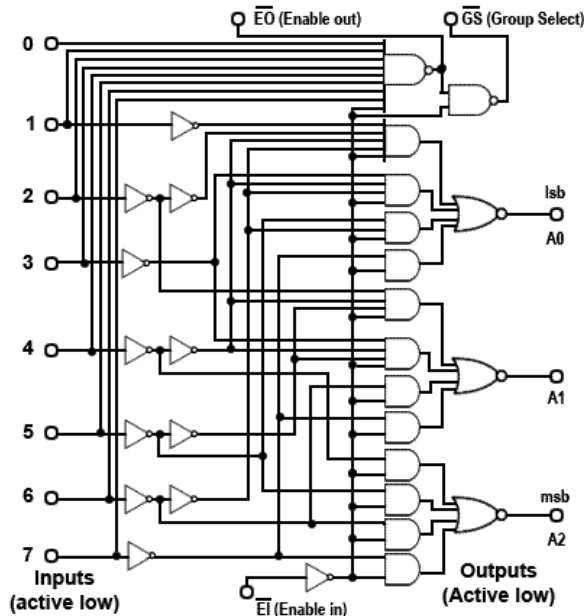 EO (Enable out) GS (Group Select)
0
1
2
lsb
A0
3
4
A1
5
6
msb
A2
7
Inputs
(active low)
Outputs
(Active low)
EI (Enable in)